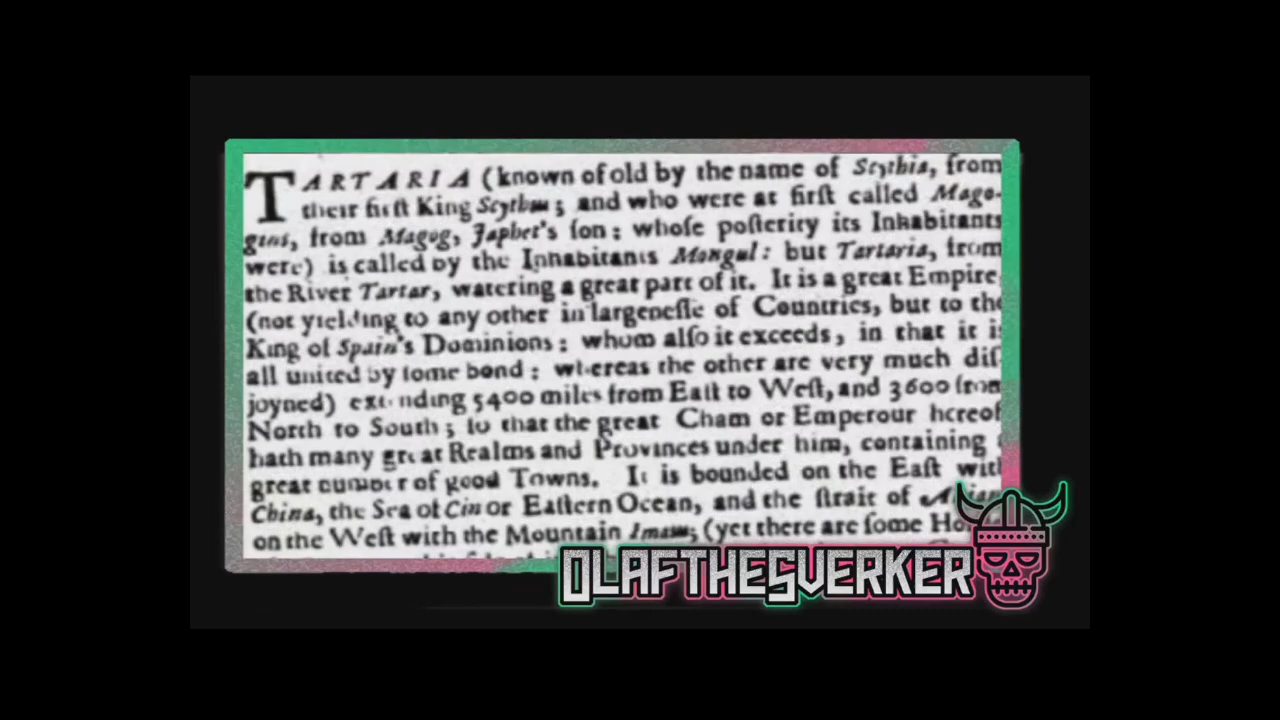 TARTARIA (known of old by the name of Scythia, from
their firſt King Scythus; and who were at firſt called Mago-
gins, from Magog, Japhet's ſon; whoſe poſterity its Inhabitants
were) is called by the Inhabitants Mongul: but Tartaria, from
the River Tartar, watering a great part of it. It is a great Empire
(not yielding to any other in largeneſſe of Countries, but to the
King of Spain's Dominions; whom alſo it exceeds, in that it is
all united by ſome bond; whereas the other are very much diſ-
joyned) extending 5400 miles from Eaſt to Weſt, and 3600 from
North to South; ſo that the great Cham or Emperour hereof
hath many great Realms and Provinces under him, containing
great number of good Towns. It is bounded on the Eaſt with
China, the Sea of Cin or Eaſtern Ocean, and the ſtrait of
on the Weſt with the Mountain Imaus; (yet there are ſome
OLAFTHESVERKER